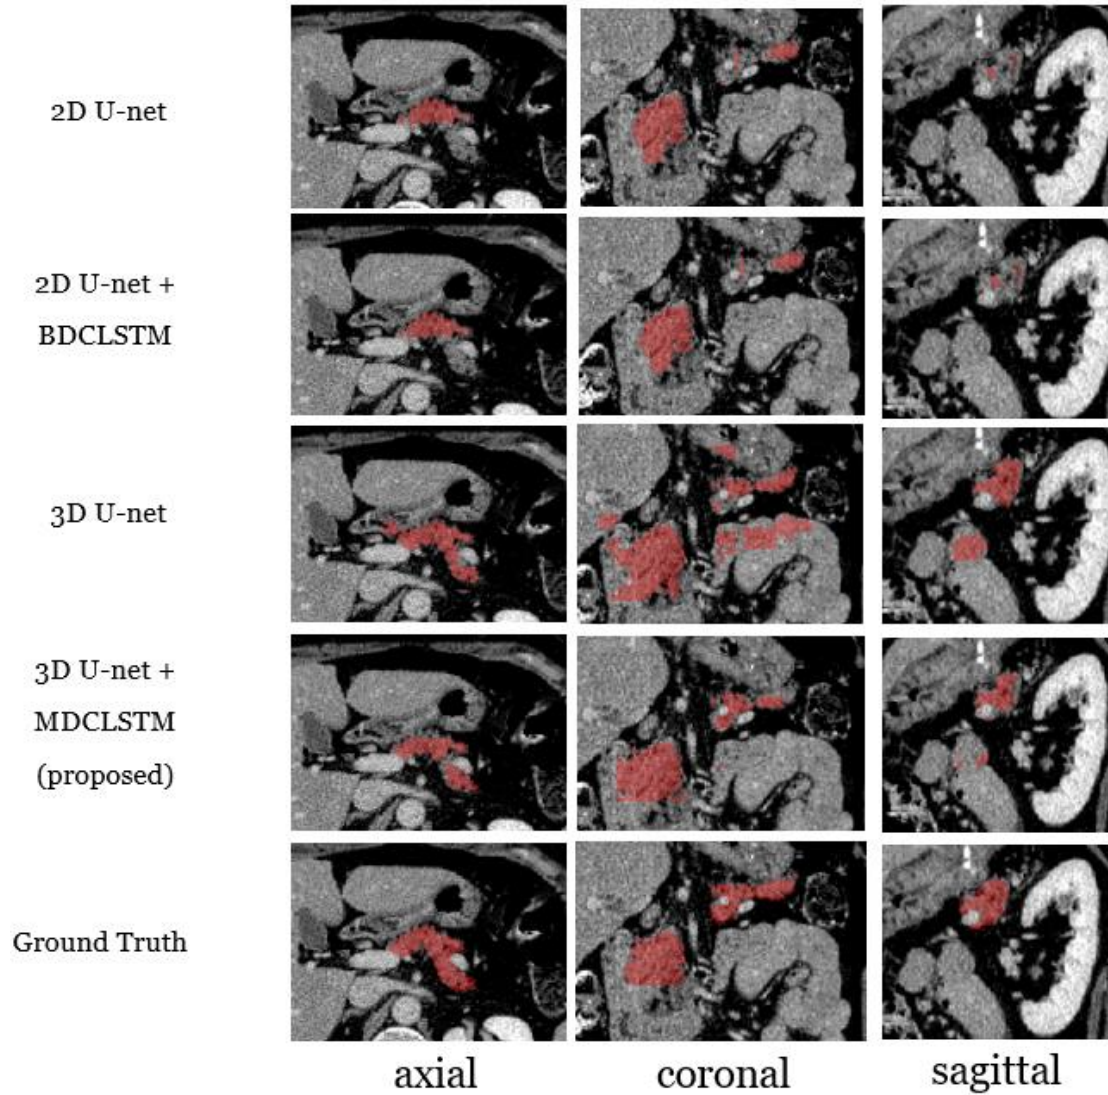 2D U-net
2D U-net +
BDCLSTM
3D U-net
3D U-net +
MDCLSTM
(proposed)
Ground Truth
axial
coronal
sagittal